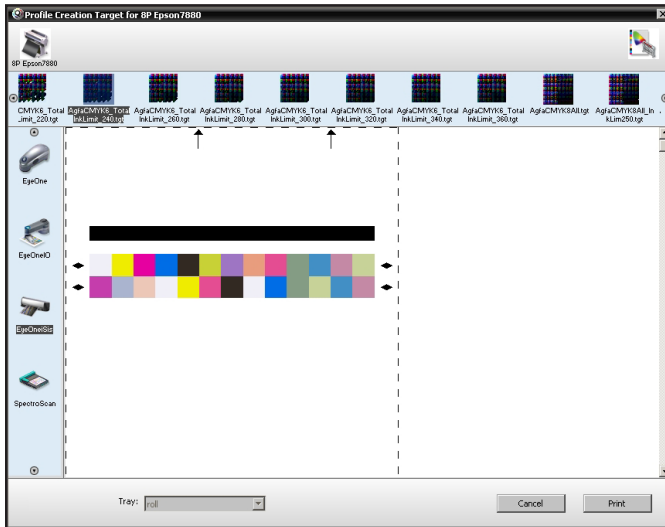 Profile Creation Target for 8P Epson7880
8P Epson7880
CMYK6_Total
_imit_220.tgt
AgfaCMYK6_Total
InkLimit_240.tgt
AgfaCMYK6_Total
InkLimit_260.tgt
AgfaCMYK6_Total
InkLimit_280.tgt
AgfaCMYK6_Total
InkLimit_300.tgt
AgfaCMYK6_Total
InkLimit_320.tgt
AgfaCMYK6_Total
InkLimit_340.tgt
AgfaCMYK6_Total
InkLimit_360.tgt
AgfaCMYK8All.tgt
AgfaCMYK8All_In
kLim250.tgt
EyeOne
EyeOneIO
EyeOneiSis
SpectroScan
Tray:
roll
Cancel
Print